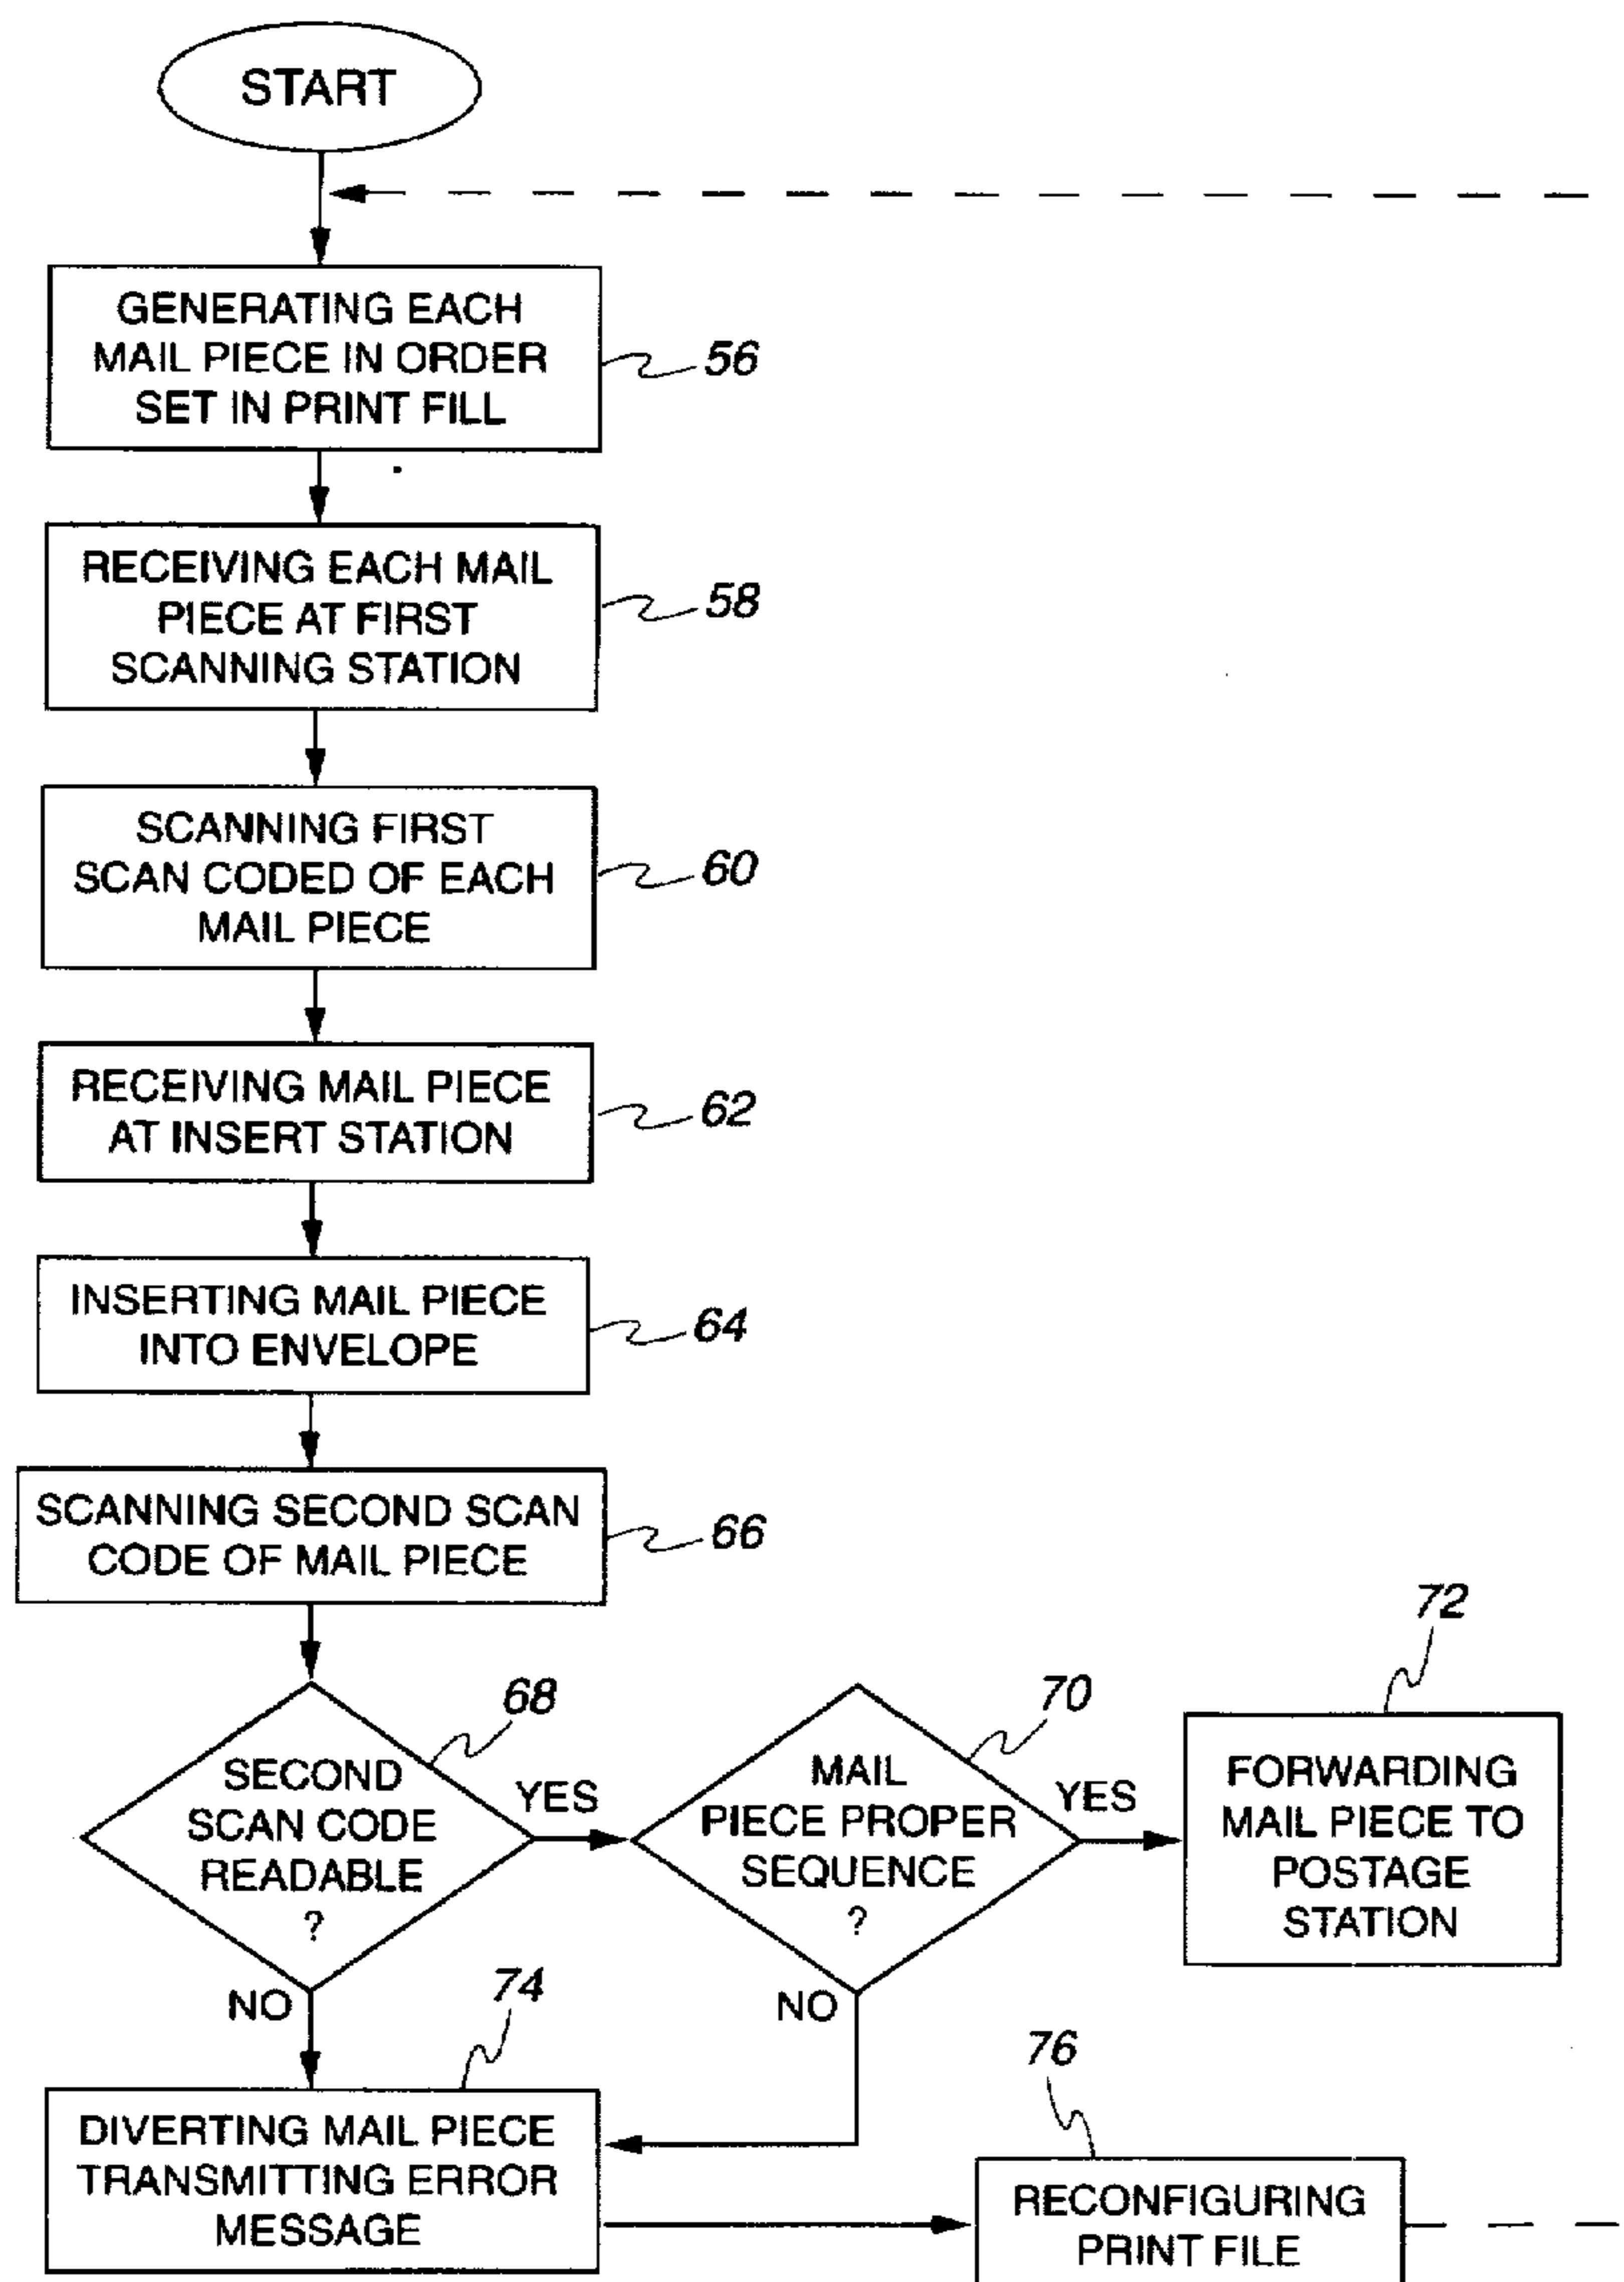 START
GENERATING EACH
MAIL PIECE IN ORDER
SET IN PRINT FILL
56
RECEIVING EACH MAIL
PIECE AT FIRST
SCANNING STATION
58
SCANNING FIRST
SCAN CODED OF EACH
MAIL PIECE
60
RECEIVING MAIL PIECE
AT INSERT STATION
62
INSERTING MAIL PIECE
INTO ENVELOPE
64
SCANNING SECOND SCAN
CODE OF MAIL PIECE
66
68
SECOND
SCAN CODE
READABLE
?
YES
NO
70
MAIL
PIECE PROPER
SEQUENCE
?
YES
NO
72
FORWARDING
MAIL PIECE TO
POSTAGE
STATION
74
DIVERTING MAIL PIECE
TRANSMITTING ERROR
MESSAGE
76
RECONFIGURING
PRINT FILE